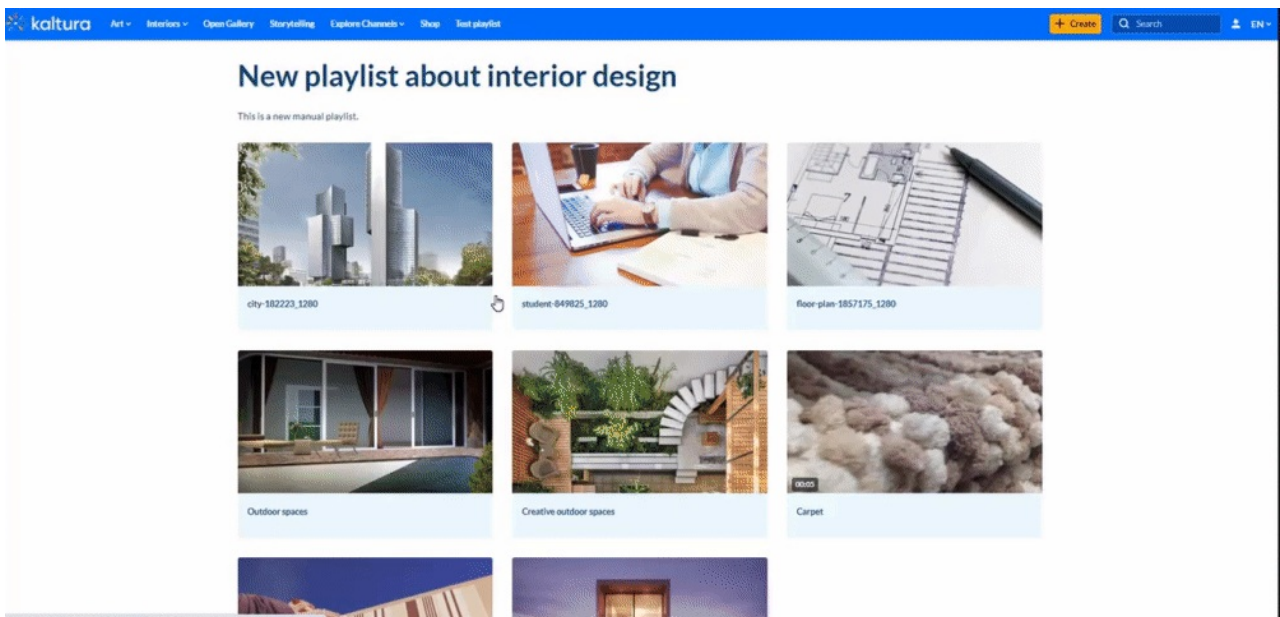 kaltura Art Interiors Open Gallery Storytelling Explore Channels Shop Test playlist + Create Search EN
New playlist about interior design
This is a new manual playlist.
city-182223_1280 student-849825_1280 floor-plan-1857175_1280
00:05
Outdoor spaces Creative outdoor spaces Carpet